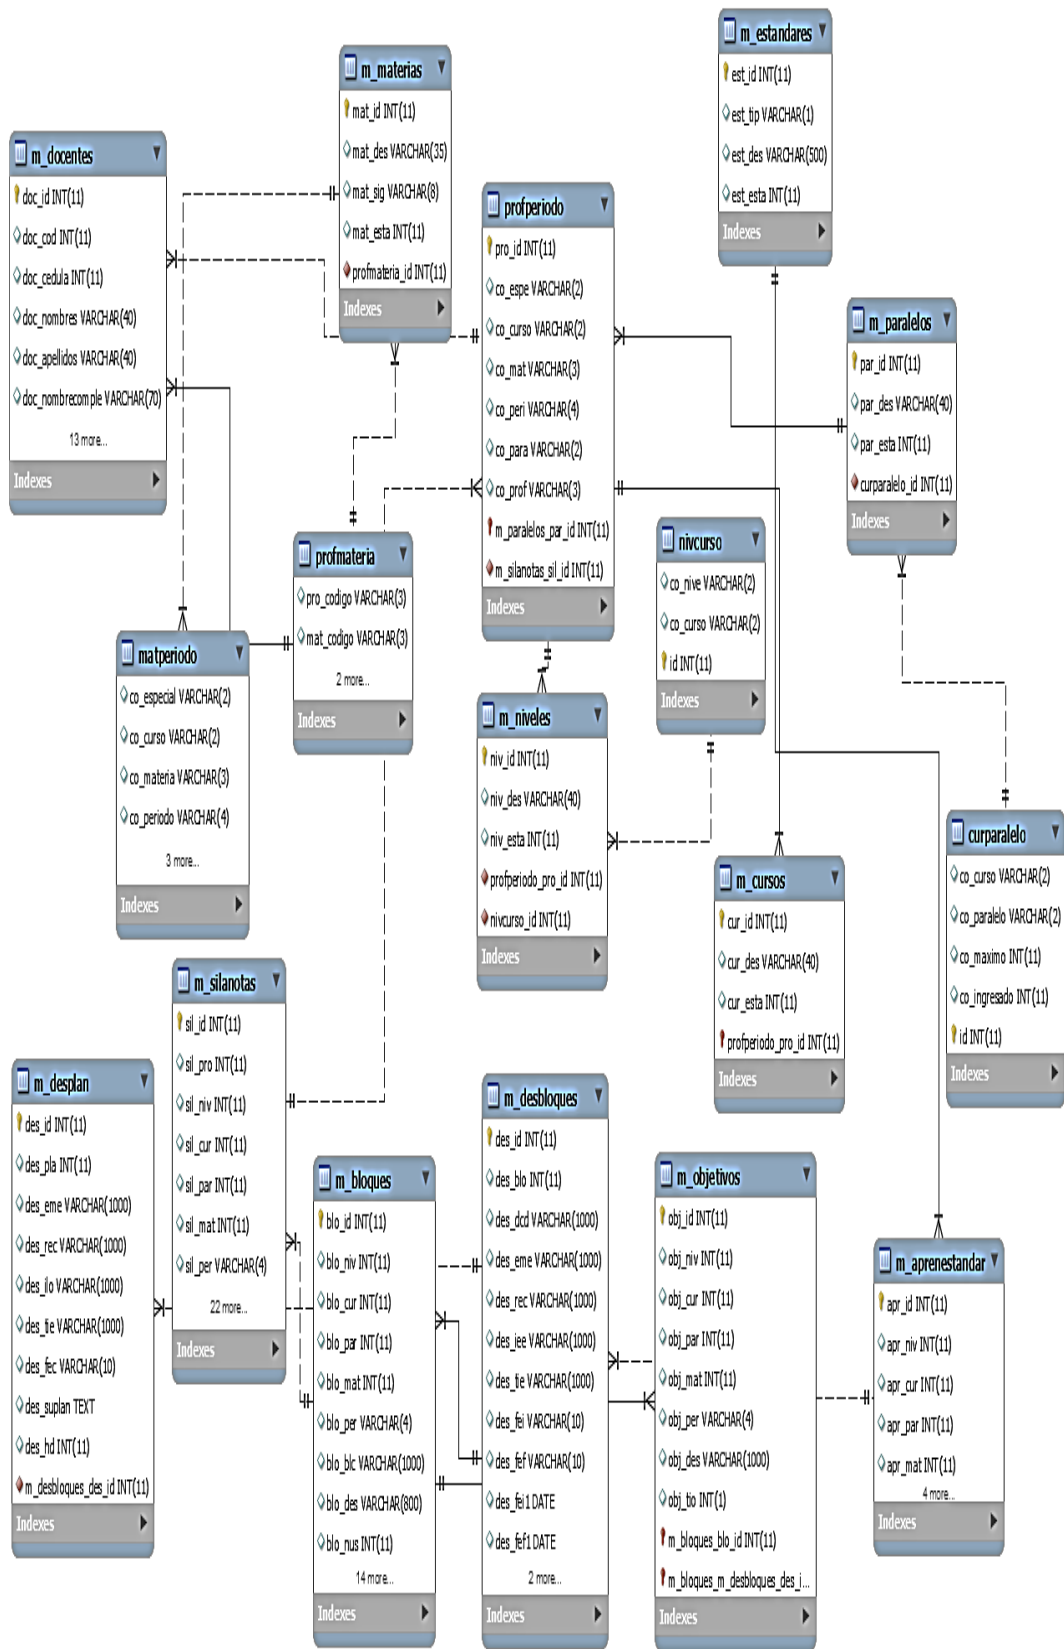 m_estandares
est_id INT(11)
est_tip VARCHAR(1)
est_des VARCHAR(500)
est_esta INT(11)
Indexes
m_materias
mat_id INT(11)
mat_des VARCHAR(35)
mat_sig VARCHAR(8)
mat_esta INT(11)
profmateria_id INT(11)
Indexes
m_docentes
doc_id INT(11)
doc_cod INT(11)
doc_cedula INT(11)
doc_nombres VARCHAR(40)
doc_apellidos VARCHAR(40)
doc_nombrecomple VARCHAR(70)
13 more...
Indexes
profperiodo
pro_id INT(11)
co_espe VARCHAR(2)
co_curso VARCHAR(2)
co_mat VARCHAR(3)
co_peri VARCHAR(4)
co_para VARCHAR(2)
co_prof VARCHAR(3)
m_paralelos_par_id INT(11)
m_silanotas_sil_id INT(11)
Indexes
m_paralelos
par_id INT(11)
par_des VARCHAR(40)
par_esta INT(11)
curparalelo_id INT(11)
Indexes
profmateria
pro_codigo VARCHAR(3)
mat_codigo VARCHAR(3)
2 more...
Indexes
nivcurso
co_nive VARCHAR(2)
co_curso VARCHAR(2)
id INT(11)
Indexes
matperiodo
co_especial VARCHAR(2)
co_curso VARCHAR(2)
co_materia VARCHAR(3)
co_periodo VARCHAR(4)
3 more...
Indexes
m_niveles
niv_id INT(11)
niv_des VARCHAR(40)
niv_esta INT(11)
profperiodo_pro_id INT(11)
nivcurso_id INT(11)
Indexes
m_cursos
cur_id INT(11)
cur_des VARCHAR(40)
cur_esta INT(11)
profperiodo_pro_id INT(11)
Indexes
curparalelo
co_curso VARCHAR(2)
co_paralelo VARCHAR(2)
co_maximo INT(11)
co_ingresado INT(11)
id INT(11)
Indexes
m_silanotas
sil_id INT(11)
sil_pro INT(11)
sil_niv INT(11)
sil_cur INT(11)
sil_par INT(11)
sil_mat INT(11)
sil_per VARCHAR(4)
22 more...
Indexes
m_desplan
des_id INT(11)
des_pla INT(11)
des_eme VARCHAR(1000)
des_rec VARCHAR(1000)
des_ilo VARCHAR(1000)
des_tie VARCHAR(1000)
des_fec VARCHAR(10)
des_suplan TEXT
des_hd INT(11)
m_desbloques_des_id INT(11)
Indexes
m_bloques
blo_id INT(11)
blo_niv INT(11)
blo_cur INT(11)
blo_par INT(11)
blo_mat INT(11)
blo_per VARCHAR(4)
blo_blc VARCHAR(1000)
blo_des VARCHAR(800)
blo_nus INT(11)
14 more...
Indexes
m_desbloques
des_id INT(11)
des_blo INT(11)
des_dcd VARCHAR(1000)
des_eme VARCHAR(1000)
des_rec VARCHAR(1000)
des_iee VARCHAR(1000)
des_tie VARCHAR(1000)
des_fei VARCHAR(10)
des_fef VARCHAR(10)
des_fei1 DATE
des_fef1 DATE
2 more...
Indexes
m_objetivos
obj_id INT(11)
obj_niv INT(11)
obj_cur INT(11)
obj_par INT(11)
obj_mat INT(11)
obj_per VARCHAR(4)
obj_des VARCHAR(1000)
obj_tio INT(1)
m_bloques_blo_id INT(11)
m_bloques_m_desbloques_des_i...
Indexes
m_aprenestandar
apr_id INT(11)
apr_niv INT(11)
apr_cur INT(11)
apr_par INT(11)
apr_mat INT(11)
4 more...
Indexes